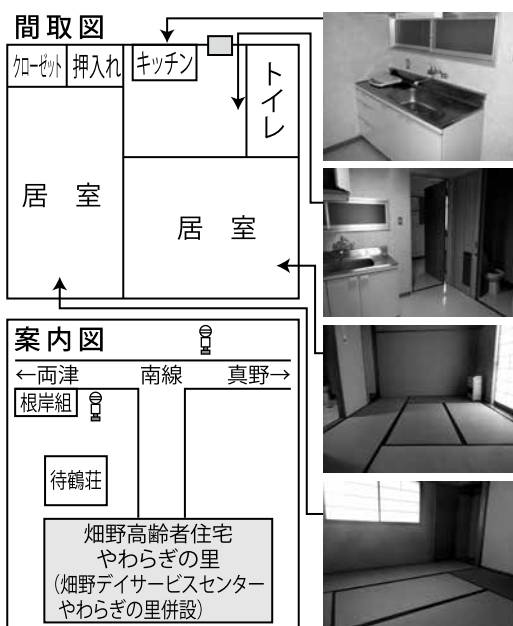 間取図
クローゼット
押入れ
キッチン
トイレ
居 室
居 室
案内図
←両津 南線 真野→
根岸組
待鶴荘
畑野高齢者住宅
やわらぎの里
(畑野デイサービスセンター
やわらぎの里併設)